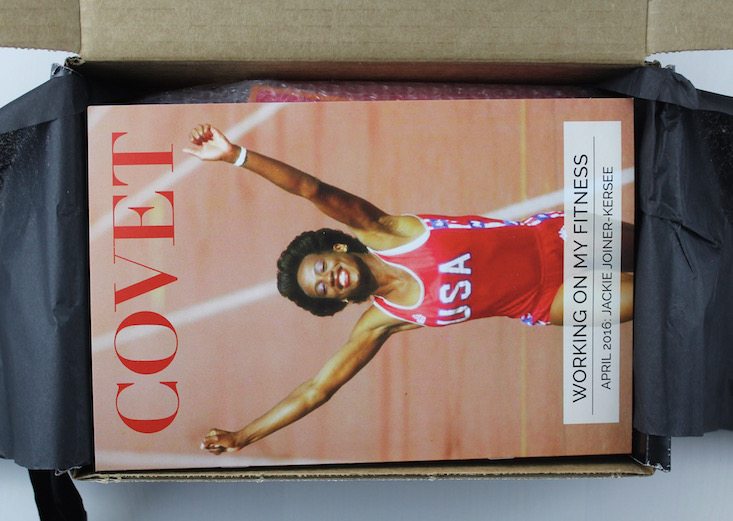 COVET
USA
WORKING ON MY FITNESS
APRIL 2016: JACKIE JOINER-KERSEE